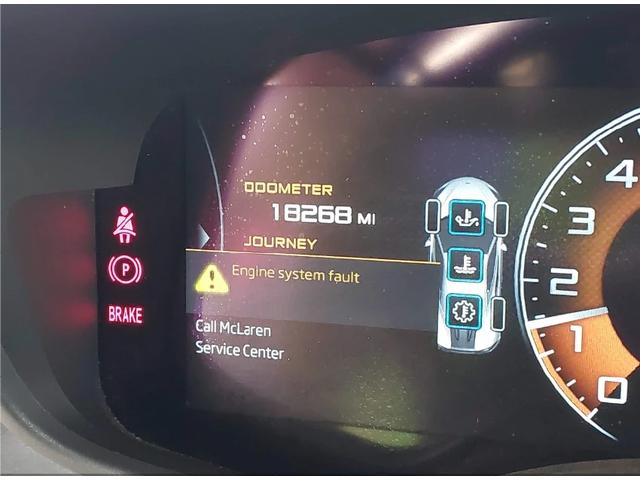 ODOMETER
18268 MI
JOURNEY
Engine system fault
Call McLaren
Service Center
P
BRAKE
4
3
2
1
0